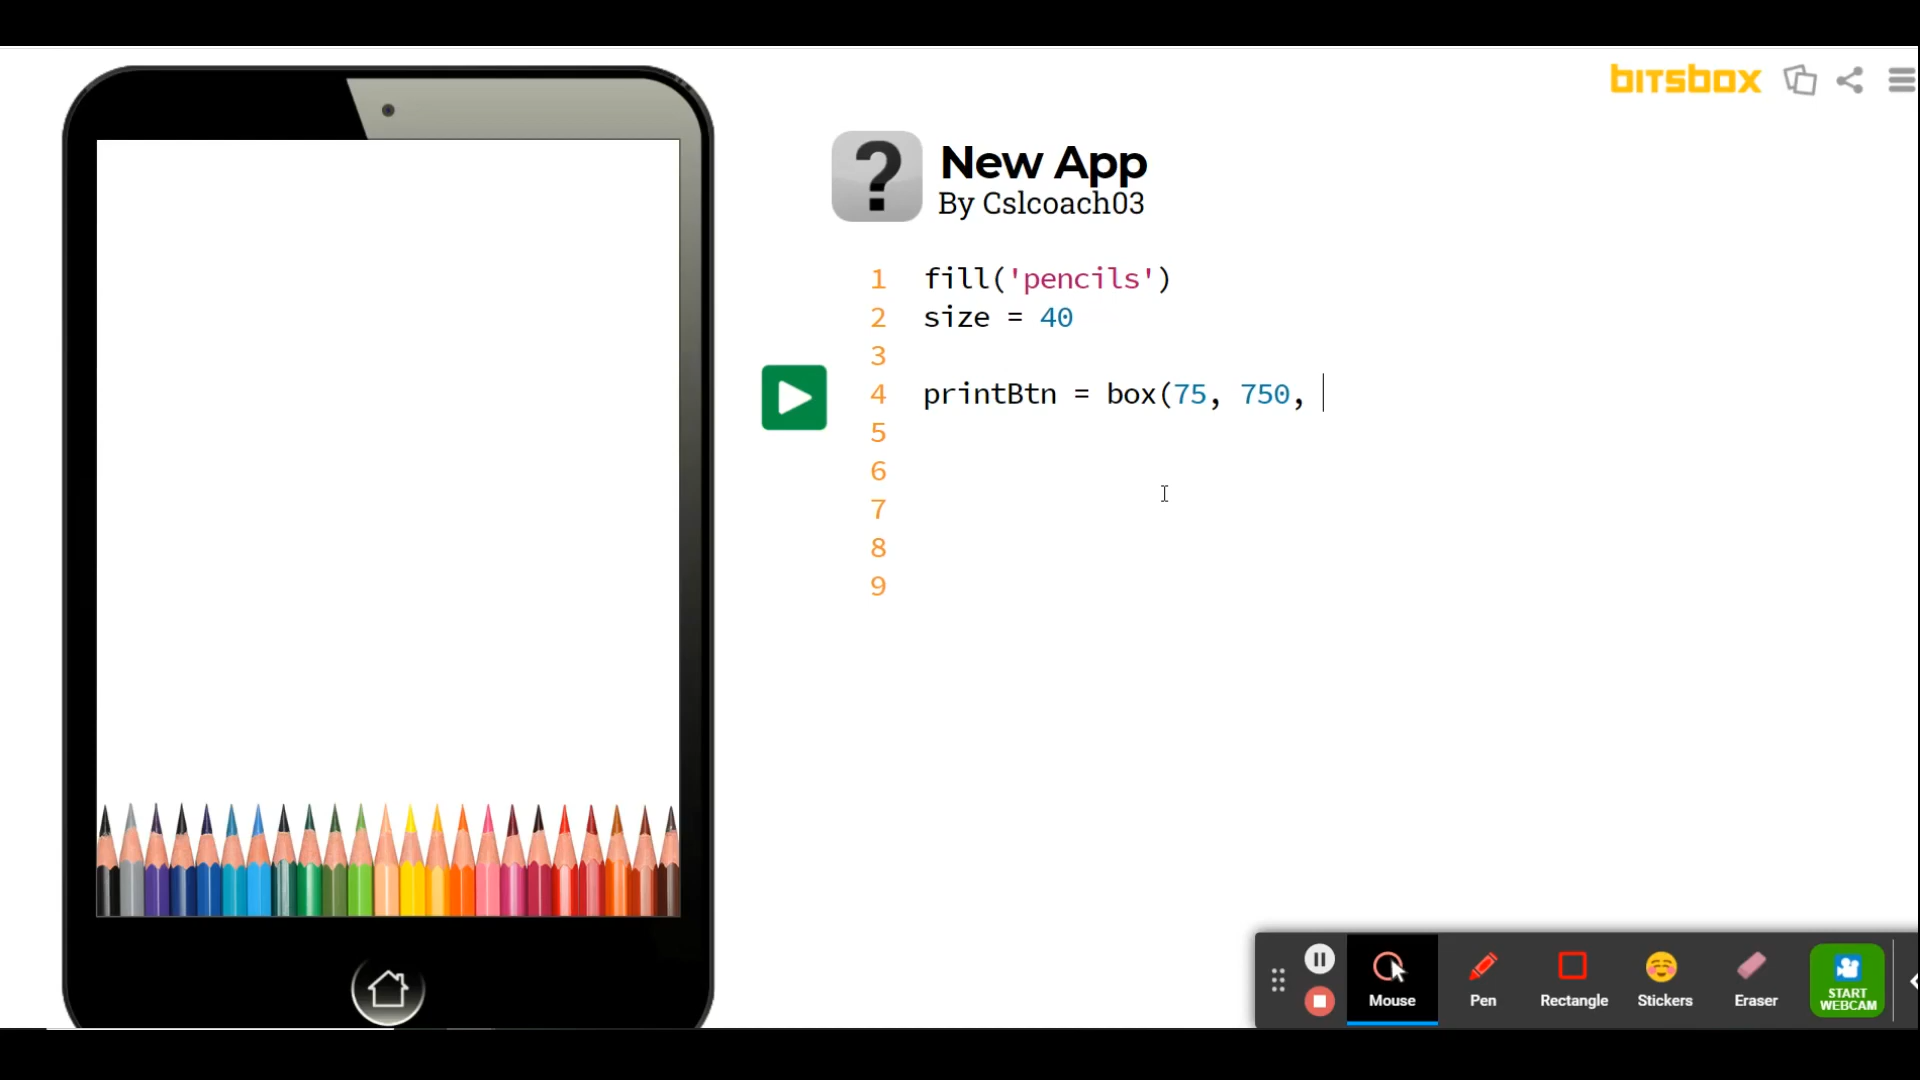 bitsbox
?
New App
By Cslcoach03
1 fill('pencils')
2 size = 40
3
4 printBtn = box(75, 750,
5
6
7
8
9
Mouse
Pen
Rectangle
Stickers
Eraser
START
WEBCAM